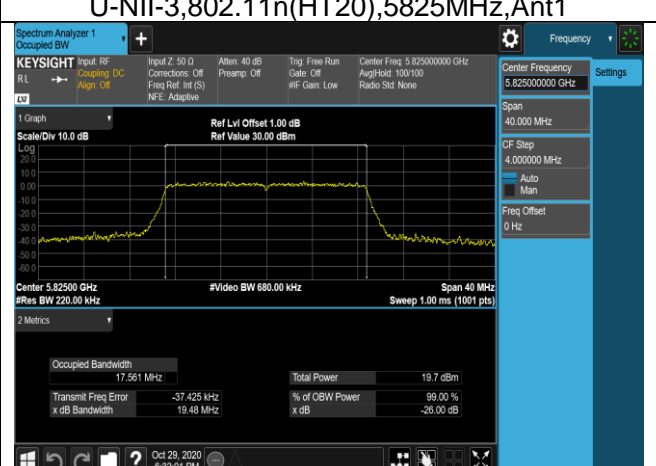 U-NII-3,802.11n(HT20),5825MHz,Ant1
Spectrum Analyzer 1
Occupied BW
+
Frequency
KEYSIGHT
RL
LXI
Input: RF
Coupling: DC
Align: Off
Input Z: 50 Ω
Corrections: Off
Freq Ref: Int (S)
NFE: Adaptive
Atten: 40 dB
Preamp: Off
Trig: Free Run
Gate: Off
#IF Gain: Low
Center Freq: 5.825000000 GHz
Avg|Hold: 100/100
Radio Std: None
Center Frequency
5.825000000 GHz
Settings
Span
40.000 MHz
CF Step
4.000000 MHz
Auto
Man
Freq Offset
0 Hz
1 Graph
Scale/Div 10.0 dB
Ref Lvl Offset 1.00 dB
Ref Value 30.00 dBm
Log
20.0
10.0
0.00
-10.0
-20.0
-30.0
-40.0
-50.0
-60.0
Center 5.82500 GHz
#Res BW 220.00 kHz
#Video BW 680.00 kHz
Span 40 MHz
Sweep 1.00 ms (1001 pts)
2 Metrics
Occupied Bandwidth
17.561 MHz
Total Power 19.7 dBm
Transmit Freq Error -37.425 kHz
% of OBW Power 99.00 %
x dB Bandwidth 19.48 MHz
x dB -26.00 dB
?
Oct 29, 2020